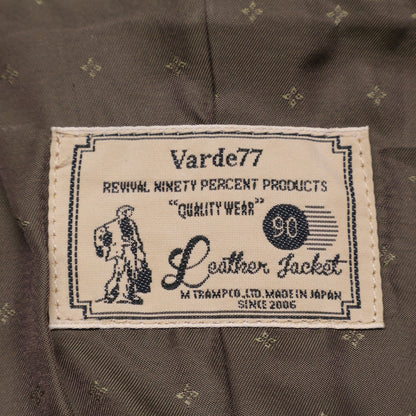 Varde77
REVIVAL NINETY PERCENT PRODUCTS
"QUALITY WEAR"
90
Leather Jacket
M TRAMP CO., LTD. MADE IN JAPAN
SINCE 2006